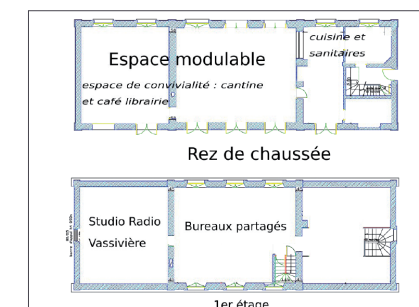 cuisine et
sanitaires
Espace modulable
espace de convivialité : cantine
et café librairie
Rez de chaussée
Studio Radio
Vassivière
Bureaux partagés
1er étage